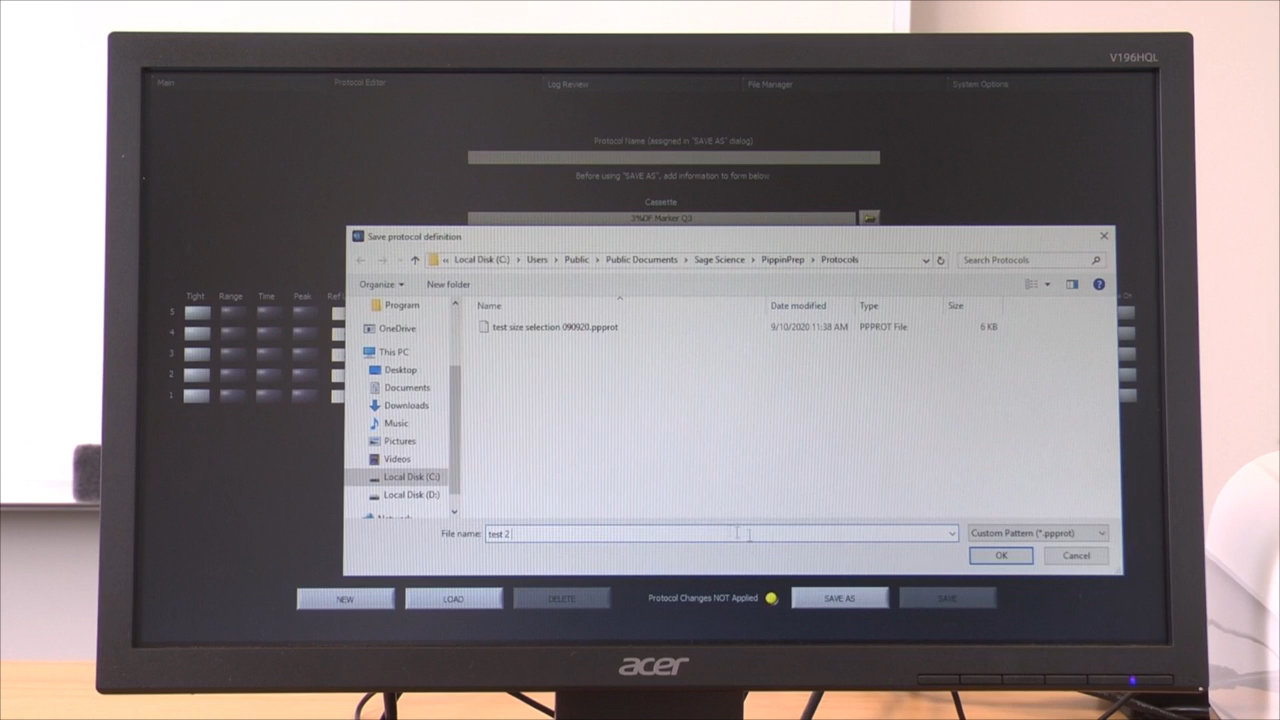 V196HQL
Main Protocol Editor Log Review File Manager System Options
Protocol Name (assigned in "SAVE AS" dialog)
Before using "SAVE AS", add information to form below
Cassette
3%DF Marker Q3
Save protocol definition
« Local Disk (C:) > Users > Public > Public Documents > Sage Science > PippinPrep > Protocols
Search Protocols
Organize New folder
Tight Range Time Peak Ref
5
4
3
2
1
Program
OneDrive
This PC
Desktop
Documents
Downloads
Music
Pictures
Videos
Local Disk (C:)
Local Disk (D:)
Name Date modified Type Size
test size selection 090920.pprot 9/10/2020 11:38 AM PPPROT File 6 KB
File name: test 2 Custom Pattern (*.ppprot)
OK Cancel
NEW LOAD DELETE Protocol Changes NOT Applied SAVE AS SAVE
acer